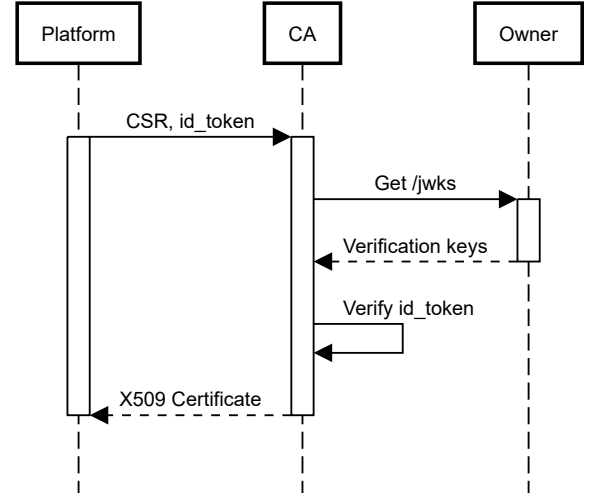 Platform
CA
Owner
CSR, id_token
Get /jwks
Verification keys
Verify id_token
X509 Certificate